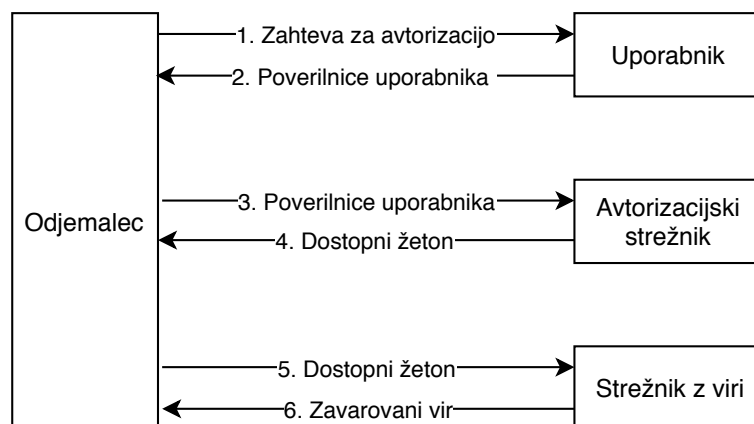 1. Zahteva za avtorizacijo
Uporabnik
2. Poverilnice uporabnika
Odjemalec
3. Poverilnice uporabnika
Avtorizacijski
strežnik
4. Dostopni žeton
5. Dostopni žeton
Strežnik z viri
6. Zavarovani vir